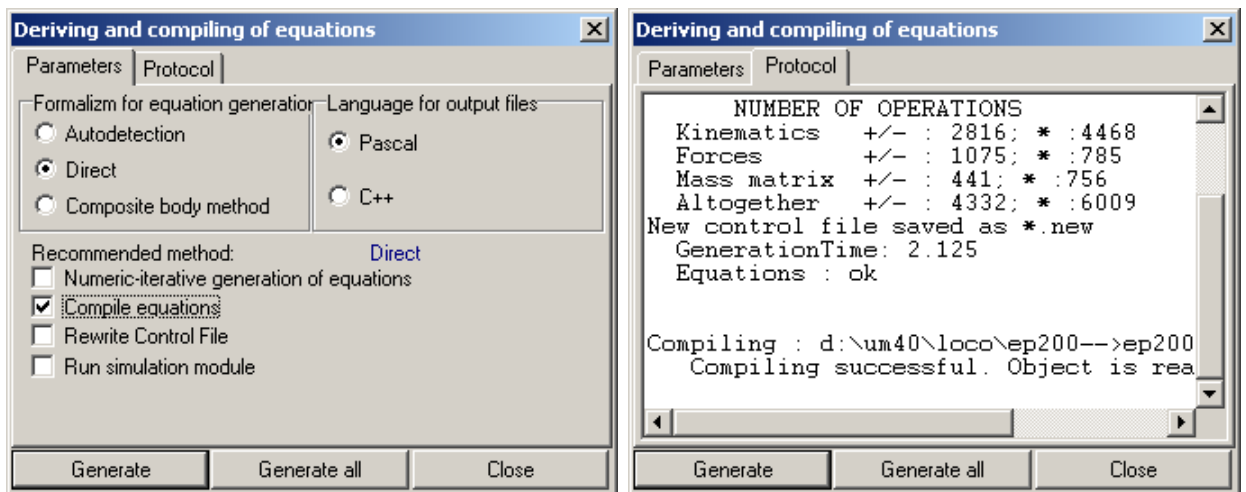 Deriving and compiling of equations
Parameters Protocol
Formalizm for equation generation Language for output files
Autodetection
Pascal
Direct
C++
Composite body method
Recommended method: Direct
Numeric-iterative generation of equations
Compile equations
Rewrite Control File
Run simulation module
Generate Generate all Close
Deriving and compiling of equations
Parameters Protocol
NUMBER OF OPERATIONS
Kinematics +/- : 2816; * :4468
Forces +/- : 1075; * :785
Mass matrix +/- : 441; * :756
Altogether +/- : 4332; * :6009
New control file saved as *.new
GenerationTime: 2.125
Equations : ok
Compiling : d:\um40\loco\ep200-->ep200
Compiling successful. Object is rea
Generate Generate all Close